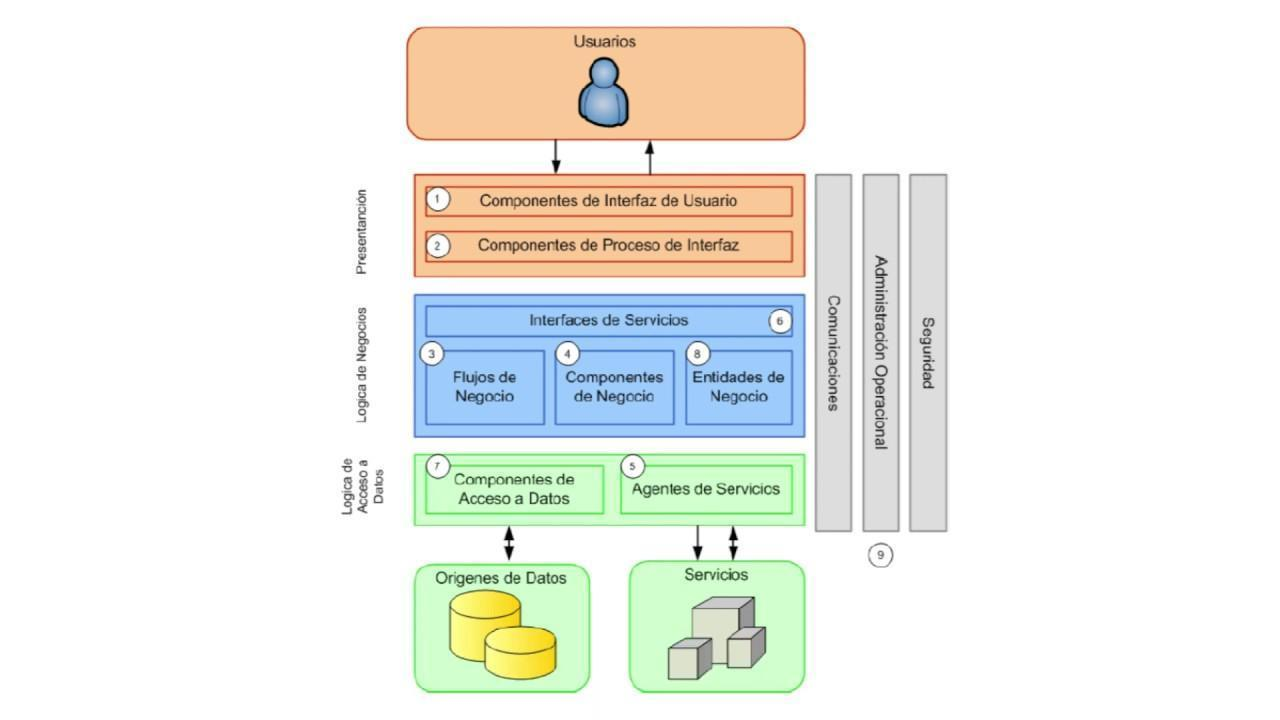 Usuarios
Presentanción
1
Componentes de Interfaz de Usuario
2
Componentes de Proceso de Interfaz
Logica de Negocios
Interfaces de Servicios
6
3
Flujos de
Negocio
4
Componentes
de Negocio
8
Entidades de
Negocio
Logica de
Acceso a
Datos
7
Componentes de
Acceso a Datos
5
Agentes de Servicios
Comunicaciones
Administración Operacional
Seguridad
9
Origenes de Datos
Servicios